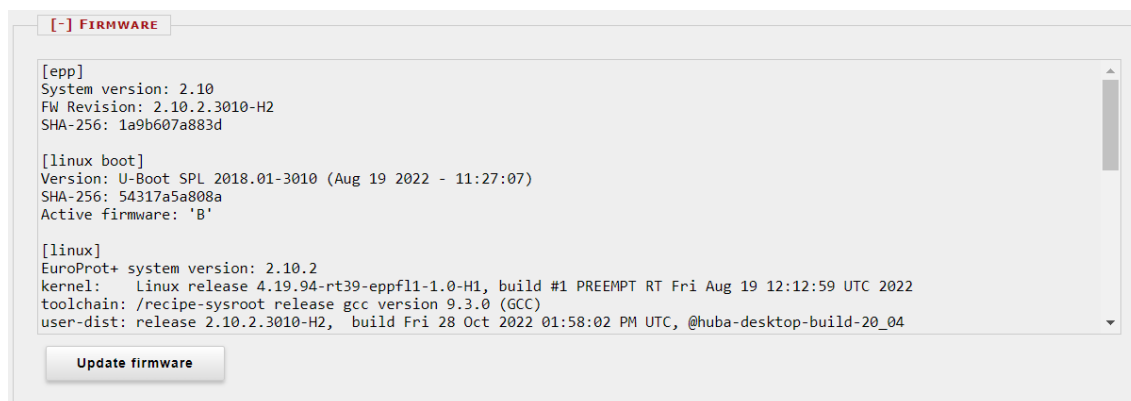 [-] FIRMWARE
[epp]
System version: 2.10
FW Revision: 2.10.2.3010-H2
SHA-256: 1a9b607a883d
[linux boot]
Version: U-Boot SPL 2018.01-3010 (Aug 19 2022 - 11:27:07)
SHA-256: 54317a5a808a
Active firmware: 'B'
[linux]
EuroProt+ system version: 2.10.2
kernel:    Linux release 4.19.94-rt39-eppfl1-1.0-H1, build #1 PREEMPT RT Fri Aug 19 12:12:59 UTC 2022
toolchain: /recipe-sysroot release gcc version 9.3.0 (GCC)
user-dist: release 2.10.2.3010-H2,  build Fri 28 Oct 2022 01:58:02 PM UTC, @huba-desktop-build-20_04
Update firmware